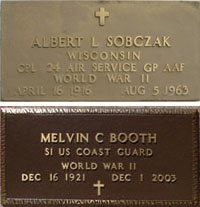 ALBERT L SOBCZAK
WISCONSIN
CPL 24 AIR SERVICE GP AAF
WORLD WAR II
APRIL 16 1916 AUG 5 1963
MELVIN C BOOTH
S1 US COAST GUARD
WORLD WAR II
DEC 16 1921 DEC 1 2003